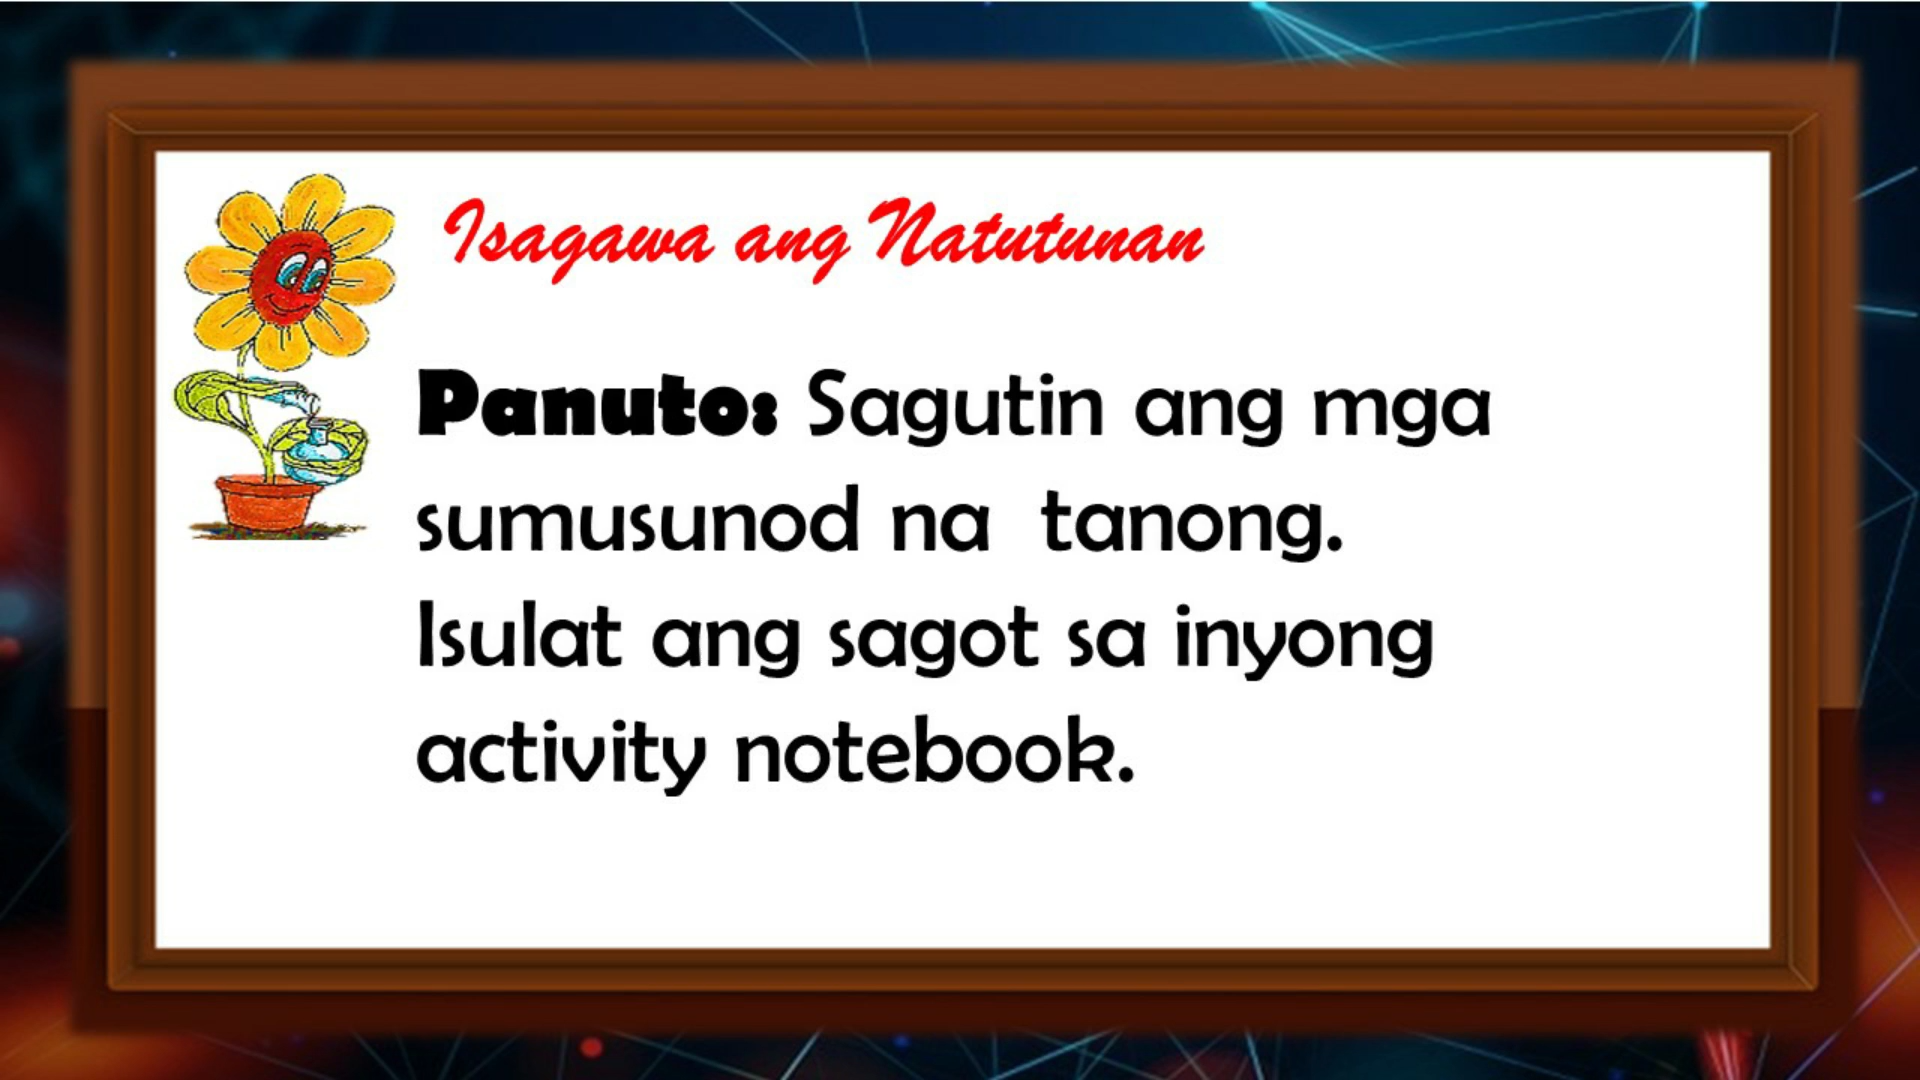 Isagawa ang Natutunan
Panuto: Sagutin ang mga
sumusunod na  tanong.
Isulat ang sagot sa inyong
activity notebook.